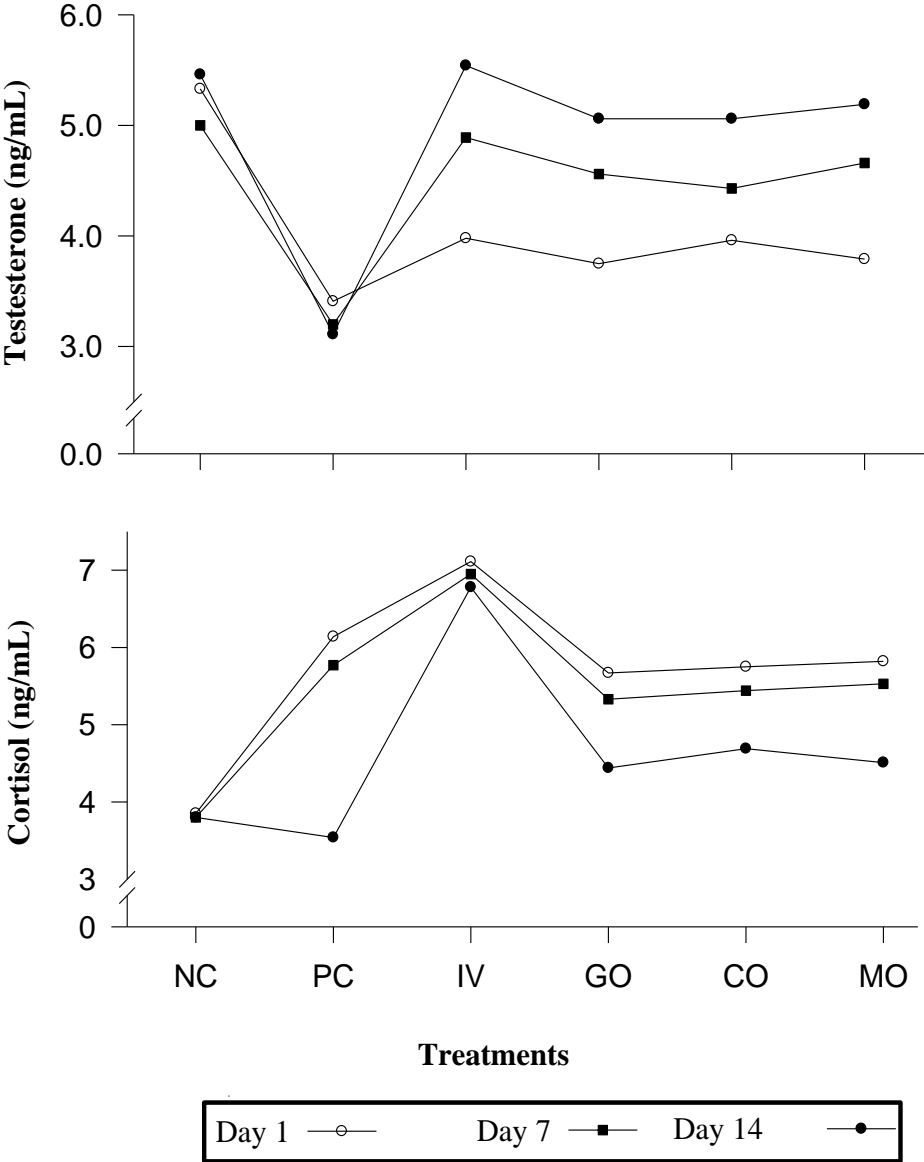 6.0
5.0
4.0
3.0
0.0
Testesterone (ng/mL)
7
6
5
4
3
0
Cortisol (ng/mL)
NC PC IV GO CO MO
Treatments
Day 1 Day 7 Day 14